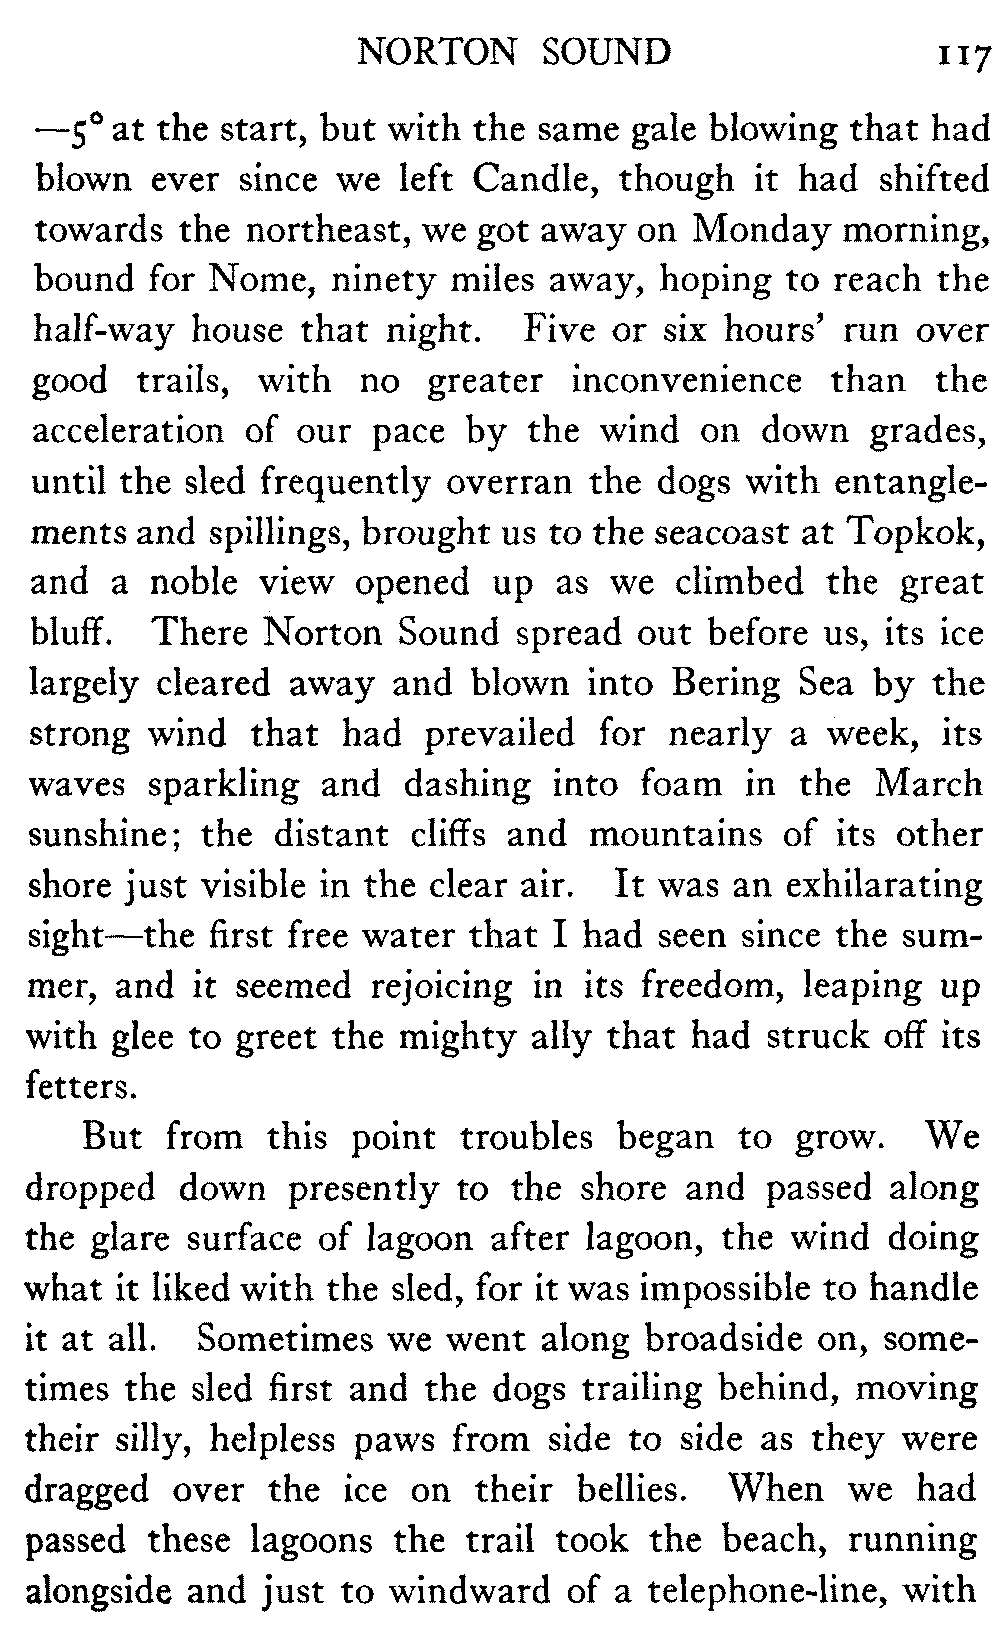 NORTON SOUND 117
—5° at the start, but with the same gale blowing that had
blown ever since we left Candle, though it had shifted
towards the northeast, we got away on Monday morning,
bound for Nome, ninety miles away, hoping to reach the
half-way house that night. Five or six hours’ run over
good trails, with no greater inconvenience than the
acceleration of our pace by the wind on down grades,
until the sled frequently overran the dogs with entangle-
ments and spillings, brought us to the seacoast at Topkok,
and a noble view opened up as we climbed the great
bluff. There Norton Sound spread out before us, its ice
largely cleared away and blown into Bering Sea by the
strong wind that had prevailed for nearly a week, its
waves sparkling and dashing into foam in the March
sunshine; the distant cliffs and mountains of its other
shore just visible in the clear air. It was an exhilarating
sight—the first free water that I had seen since the sum-
mer, and it seemed rejoicing in its freedom, leaping up
with glee to greet the mighty ally that had struck off its
fetters.
But from this point troubles began to grow. We
dropped down presently to the shore and passed along
the glare surface of lagoon after lagoon, the wind doing
what it liked with the sled, for it was impossible to handle
it at all. Sometimes we went along broadside on, some-
times the sled first and the dogs trailing behind, moving
their silly, helpless paws from side to side as they were
dragged over the ice on their bellies. When we had
passed these lagoons the trail took the beach, running
alongside and just to windward of a telephone-line, with